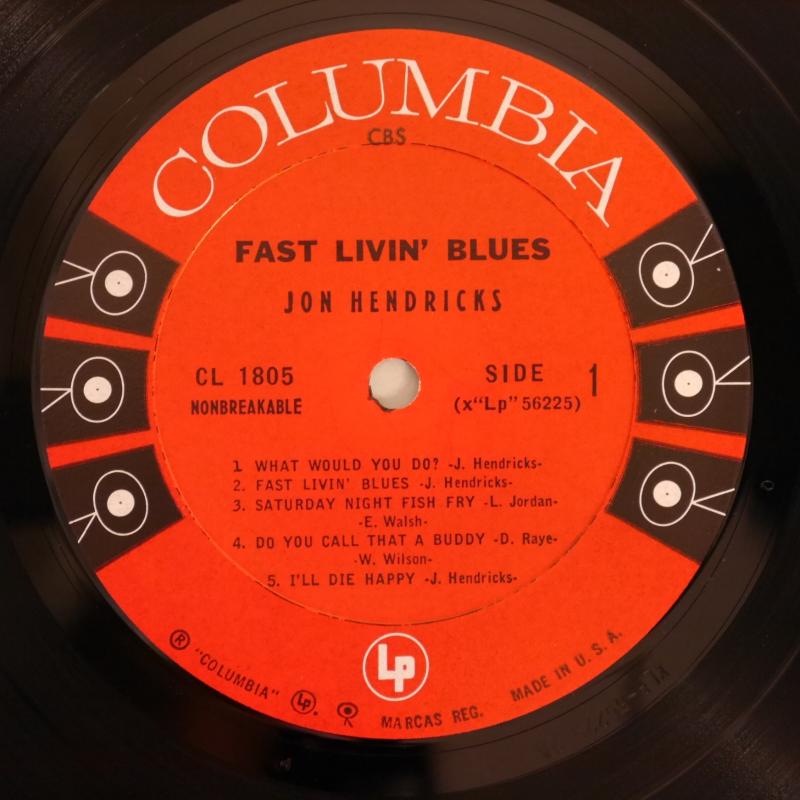 COLUMBIA
CBS
FAST LIVIN' BLUES
JON HENDRICKS
CL 1805
NONBREAKABLE
SIDE 1
(x"Lp" 56225)
1 WHAT WOULD YOU DO? -J. Hendricks-
2. FAST LIVIN' BLUES -J. Hendricks-
3. SATURDAY NIGHT FISH FRY -L. Jordan-
-E. Walsh-
4. DO YOU CALL THAT A BUDDY -D. Raye-
-W. Wilson-
5. I'LL DIE HAPPY -J. Hendricks-
Lp
® "COLUMBIA" Lp. MARCAS REG. MADE IN U. S. A.